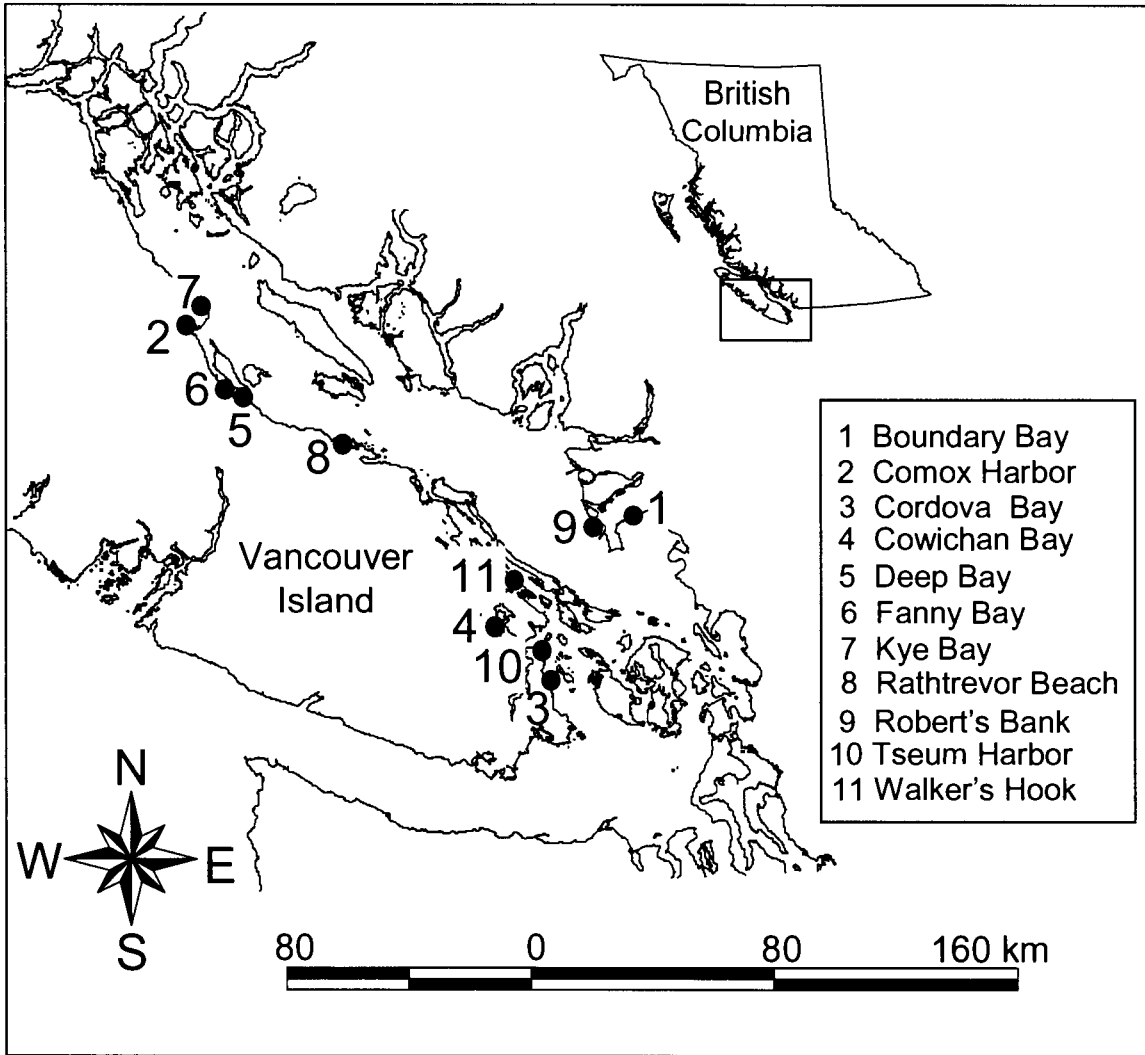 British
Columbia
7
2
6
5
8
1
9
Vancouver
Island
11
4
10
3
1 Boundary Bay
2 Comox Harbor
3 Cordova Bay
4 Cowichan Bay
5 Deep Bay
6 Fanny Bay
7 Kye Bay
8 Rathtrevor Beach
9 Robert's Bank
10 Tseum Harbor
11 Walker's Hook
N
W E
S
80 0 80 160 km